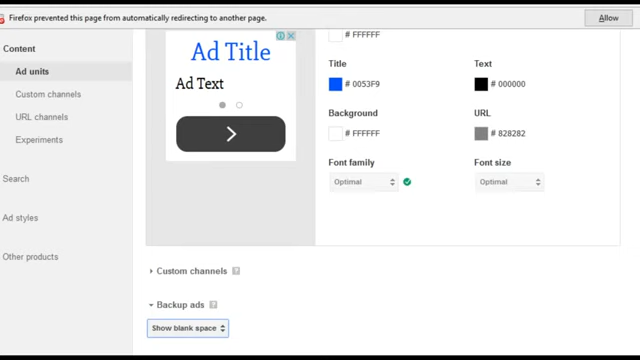 Firefox prevented this page from automatically redirecting to another page.
Allow
Content
Ad units
Custom channels
URL channels
Experiments
Search
Ad styles
Other products
Ad Title
Ad Text
# FFFFFF
Title
Text
# 0053F9
# 000000
Background
URL
# FFFFFF
# 828282
Font family
Font size
Optimal
Optimal
Custom channels ?
Backup ads ?
Show blank space